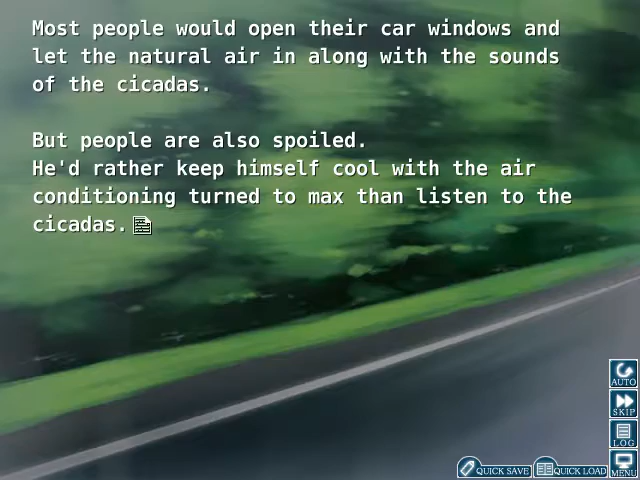 Most people would open their car windows and
let the natural air in along with the sounds
of the cicadas.
But people are also spoiled.
He'd rather keep himself cool with the air
conditioning turned to max than listen to the
cicadas.
AUTO
SKIP
LOG
QUICK SAVE
QUICK LOAD
MENU